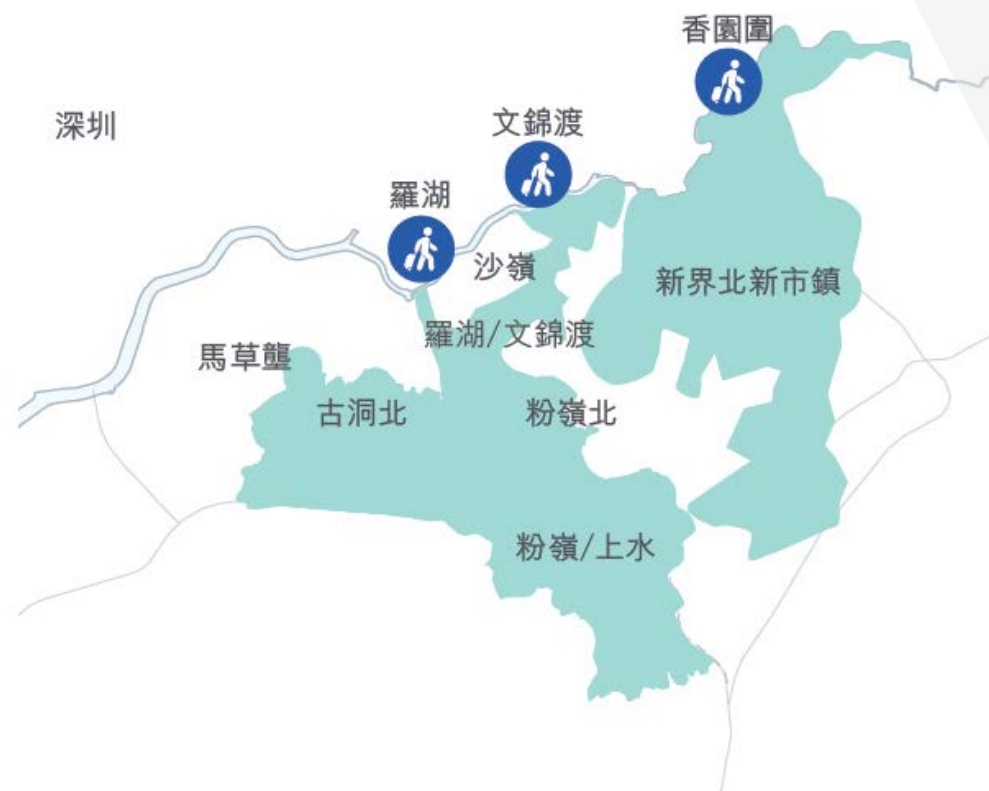 香園圍
深圳
文錦渡
羅湖
沙嶺
新界北新市鎮
羅湖/文錦渡
馬草壟
古洞北
粉嶺北
粉嶺/上水